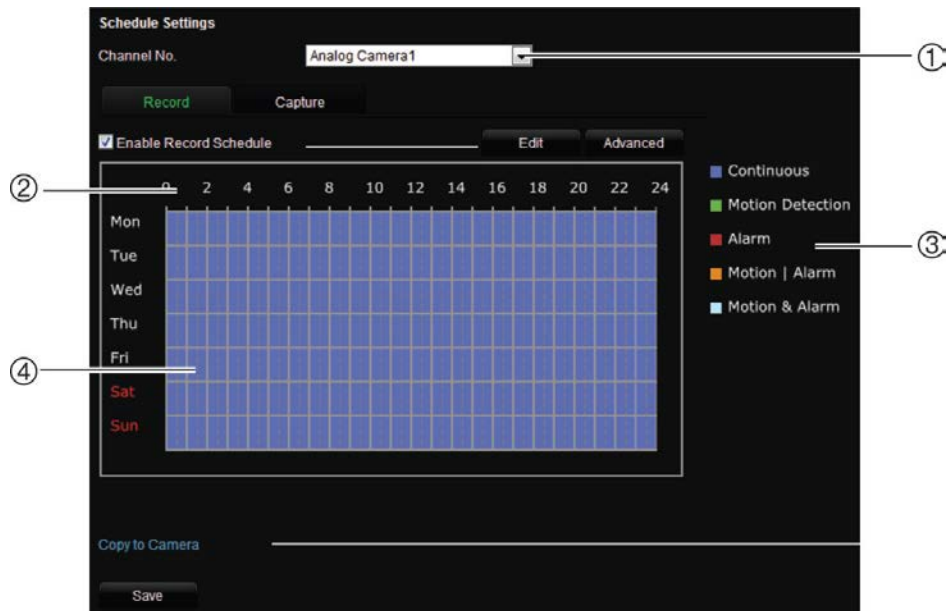 Schedule Settings
Channel No. Analog Camera1 ①
Record Capture
Enable Record Schedule Edit Advanced
② 0 2 4 6 8 10 12 14 16 18 20 22 24
Mon
Tue
Wed
Thu
Fri
Sat
Sun
④
Continuous
Motion Detection
Alarm
Motion | Alarm
Motion & Alarm
③
Copy to Camera
Save